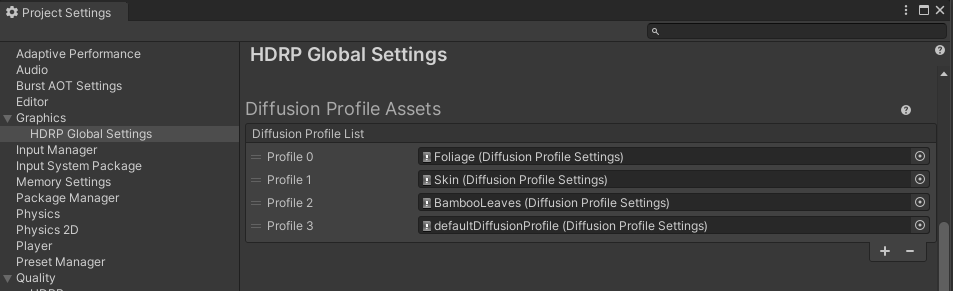 Project Settings
HDRP Global Settings
Adaptive Performance
Audio
Burst AOT Settings
Editor
Graphics
HDRP Global Settings
Input Manager
Input System Package
Memory Settings
Package Manager
Physics
Physics 2D
Player
Preset Manager
Quality
Diffusion Profile Assets
Diffusion Profile List
Profile 0 Foliage (Diffusion Profile Settings)
Profile 1 Skin (Diffusion Profile Settings)
Profile 2 BambooLeaves (Diffusion Profile Settings)
Profile 3 defaultDiffusionProfile (Diffusion Profile Settings)